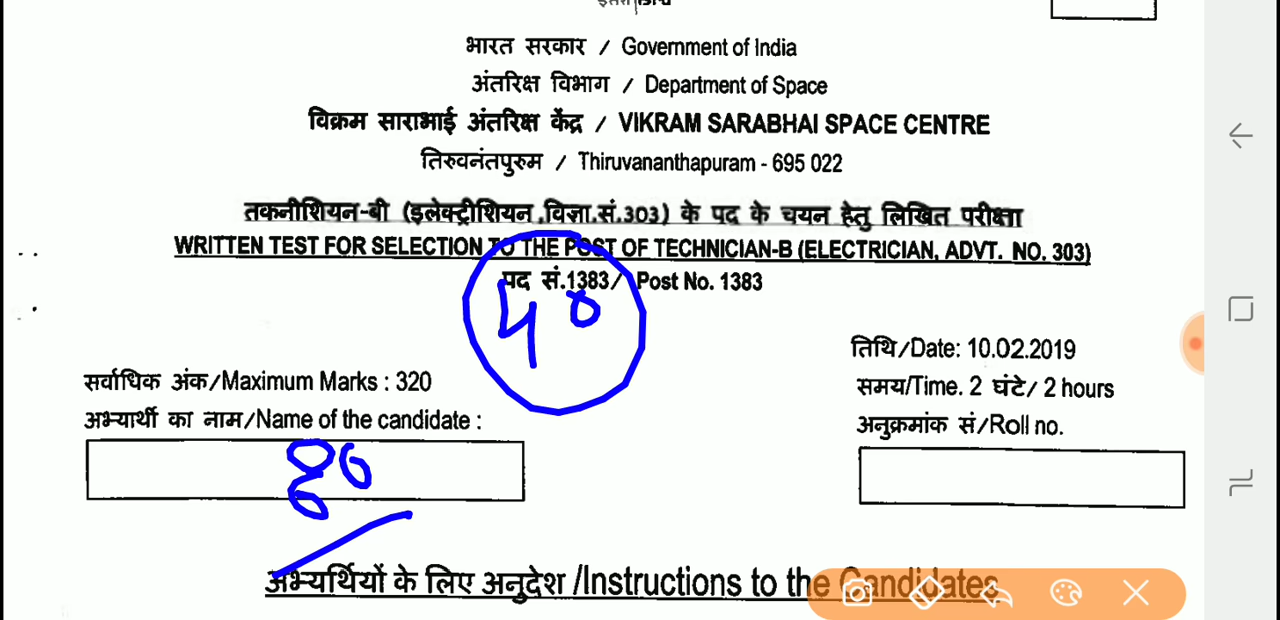 भारत सरकार / Government of India
अंतरिक्ष विभाग / Department of Space
विक्रम साराभाई अंतरिक्ष केंद्र / VIKRAM SARABHAI SPACE CENTRE
तिरुवनंतपुरुम / Thiruvananthapuram - 695 022
तकनीशियन-बी (इलेक्ट्रीशियन ,विज्ञा.सं.303) के पद के चयन हेतु लिखित परीक्षा
WRITTEN TEST FOR SELECTION TO THE POST OF TECHNICIAN-B (ELECTRICIAN, ADVT. NO. 303)
पद सं.1383/ Post No. 1383
40
तिथि/Date: 10.02.2019
सर्वाधिक अंक/Maximum Marks : 320
समय/Time. 2 घंटे/ 2 hours
अभ्यार्थी का नाम/Name of the candidate :
अनुक्रमांक सं/Roll no.
80
अभ्यर्थियों के लिए अनुदेश /Instructions to the Candidates